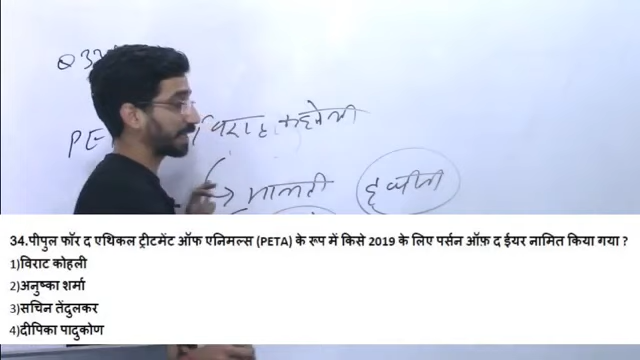 Q 33
PE
विराट कोहली
→ मालती
34.पीपुल फॉर द एथिकल ट्रीटमेंट ऑफ एनिमल्स (PETA) के रूप में किसे 2019 के लिए पर्सन ऑफ़ द ईयर नामित किया गया ?
1)विराट कोहली
2)अनुष्का शर्मा
3)सचिन तेंदुलकर
4)दीपिका पादुकोण